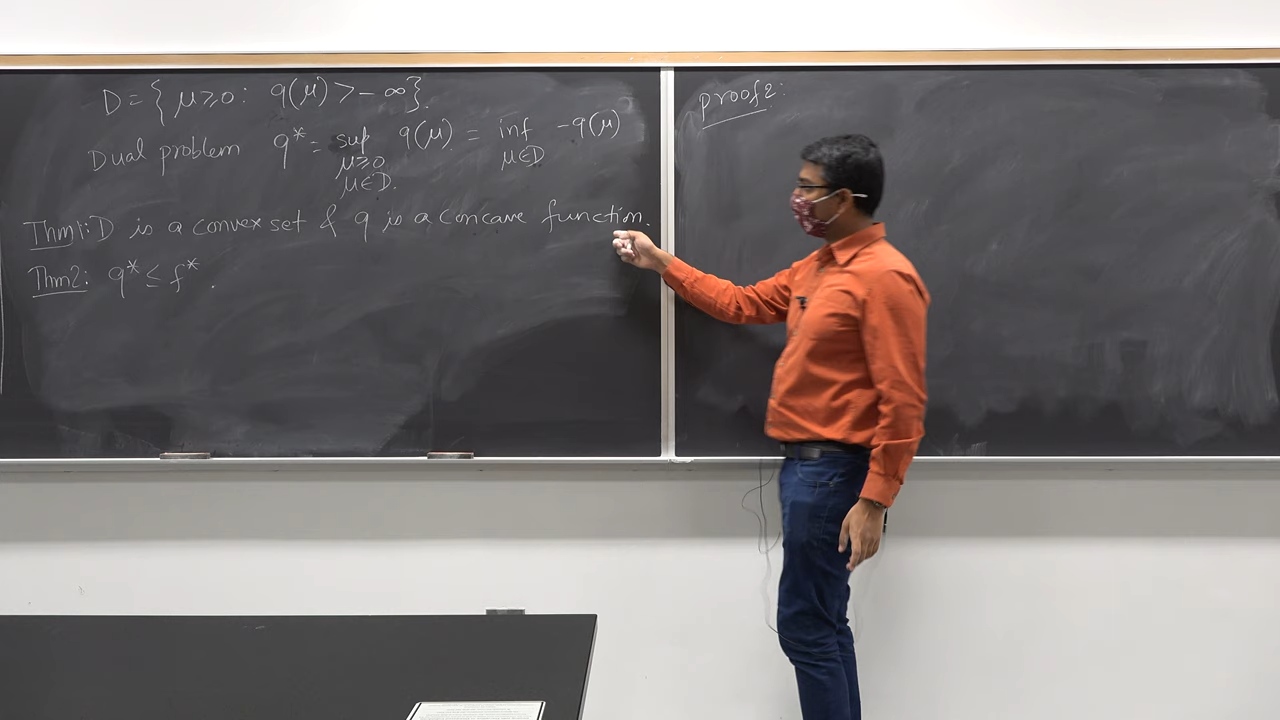 D = { μ ≥ 0 : q(μ) > - ∞ }.
Dual problem q* = sup q(μ) = inf -q(μ)
μ ≥ 0 μ ∈ D
μ ∈ D.
Thm1: D is a convex set & q is a concave function.
Thm2: q* ≤ f* .
proof2: